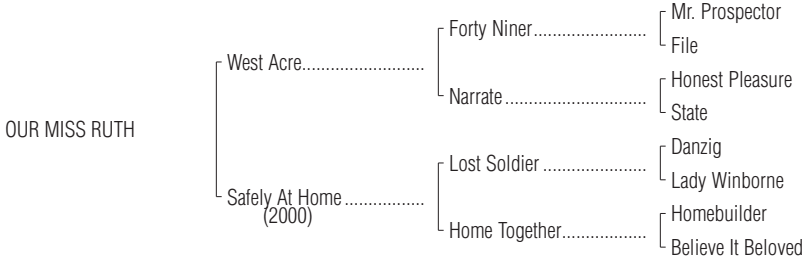 Mr. Prospector
Forty Niner........................
File
West Acre..........................
Honest Pleasure
Narrate..............................
State
OUR MISS RUTH
Danzig
Lost Soldier ......................
Lady Winborne
Safely At Home.................
(2000)
Homebuilder
Home Together..................
Believe It Beloved